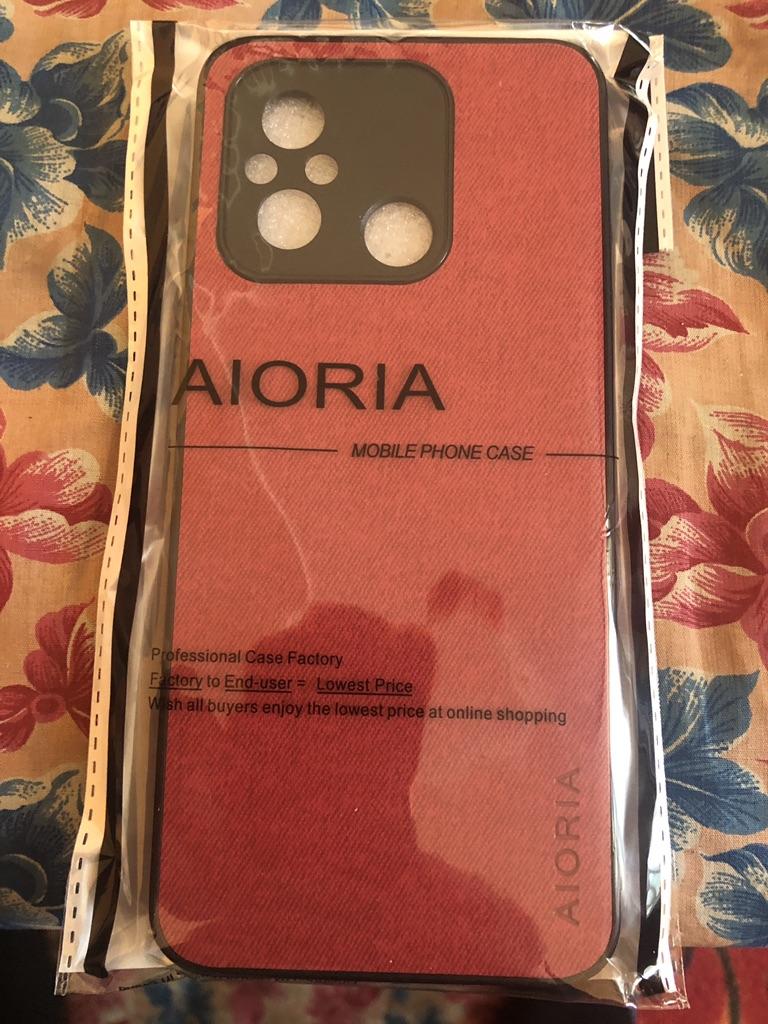 AIORIA
MOBILE PHONE CASE
Professional Case Factory
Factory to End-user = Lowest Price
Wish all buyers enjoy the lowest price at online shopping
AIORIA